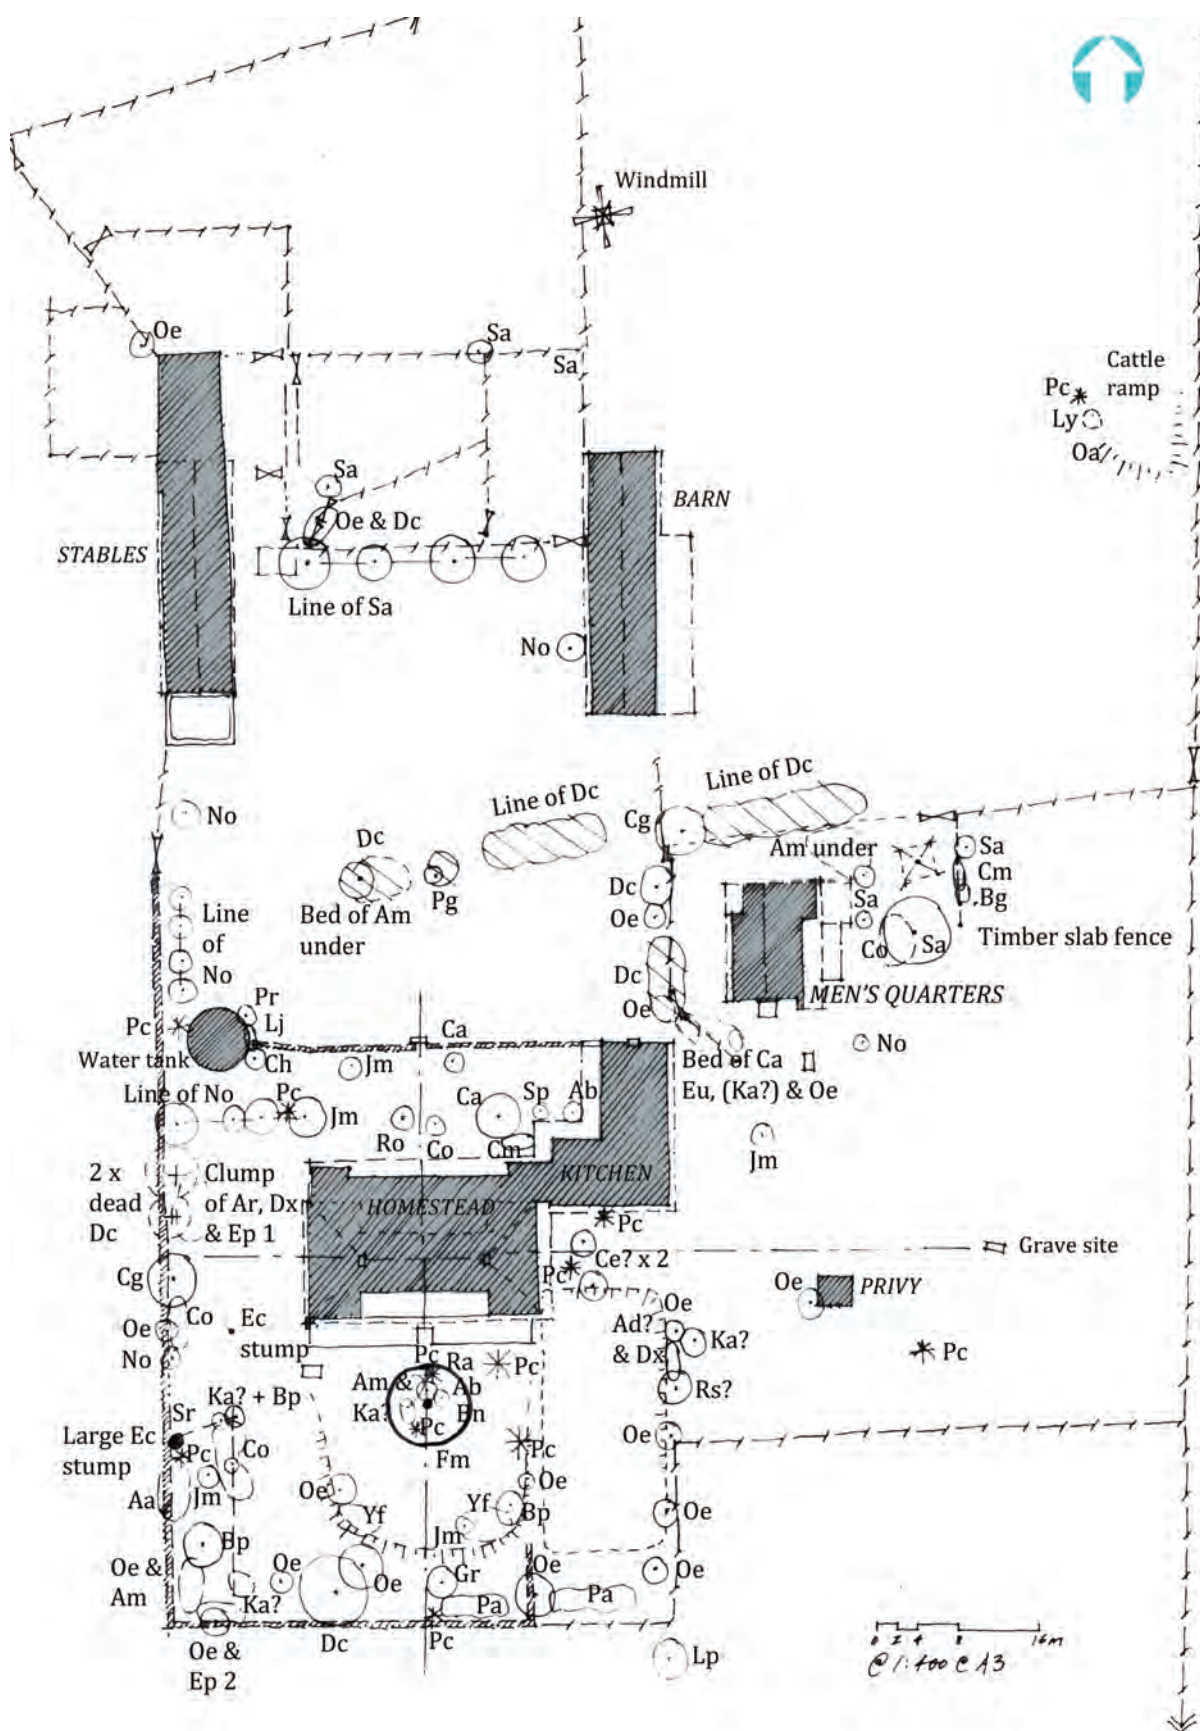 Windmill
Oe
Sa
Sa
Cattle
ramp
Pc
Ly
Oa
Sa
BARN
Oe & Dc
STABLES
Line of Sa
No
Line of Dc
Line of Dc
No
Cg
Dc
Am under
Sa
Cm
Bg
Dc
Pg
Bed of Am
under
Line
of
No
Oe
Sa
Co
Sa
Timber slab fence
Dc
Oe
MEN'S QUARTERS
Pr
Lj
Pc
Water tank
Ch
Ca
Jm
No
Bed of Ca
Eu, (Ka?) & Oe
Line of No
Pc
Jm
Ca
Sp
Ab
Ro
Co
Cm
Jm
2 x
dead
Dc
Clump
of Ar, Dx
& Ep 1
KITCHEN
HOMESTEAD
Pc
Grave site
Ce? x 2
Pc
Cg
Oe
PRIVY
Oe
Co
Oe
No
Ec
stump
Ad?
& Dx
Ka?
Pc
Pc
Ra
Pc
Am &
Ka?
Ab
Bn
Pc
Rs?
Ka? + Bp
Sr
Large Ec
stump
Pc
Co
Fm
Pc
Oe
Aa
Jm
Oe
Yf
Yf
Oe
Bp
Oe
Jm
Bp
Oe &
Am
Ka?
Oe
Oe
Gr
Oe
Oe
Pa
Pa
Oe &
Ep 2
Dc
Pc
Lp
0 2 4 8 16m
@ 1:400 @ A3